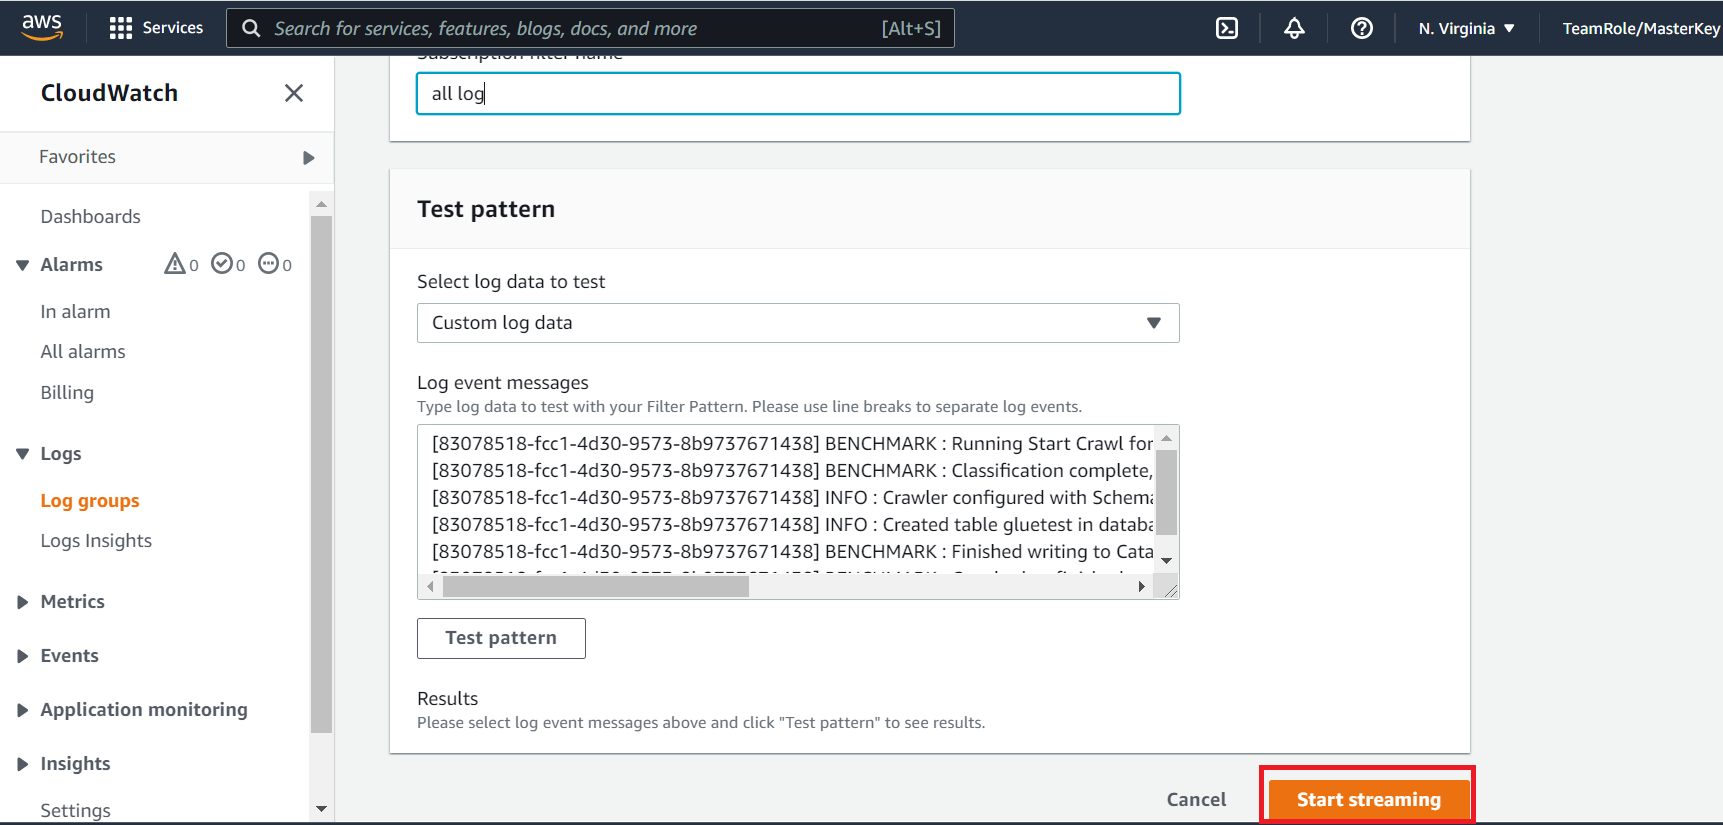 aws
Services
Search for services, features, blogs, docs, and more [Alt+S]
N. Virginia
TeamRole/MasterKey
CloudWatch
Favorites
Dashboards
Alarms 0 0 0
In alarm
All alarms
Billing
Logs
Log groups
Logs Insights
Metrics
Events
Application monitoring
Insights
Settings
Subscription filter name
all log
Test pattern
Select log data to test
Custom log data
Log event messages
Type log data to test with your Filter Pattern. Please use line breaks to separate log events.
[83078518-fcc1-4d30-9573-8b9737671438] BENCHMARK : Running Start Crawl for
[83078518-fcc1-4d30-9573-8b9737671438] BENCHMARK : Classification complete,
[83078518-fcc1-4d30-9573-8b9737671438] INFO : Crawler configured with Schema
[83078518-fcc1-4d30-9573-8b9737671438] INFO : Created table gluetest in databa
[83078518-fcc1-4d30-9573-8b9737671438] BENCHMARK : Finished writing to Cata
Test pattern
Results
Please select log event messages above and click "Test pattern" to see results.
Cancel
Start streaming